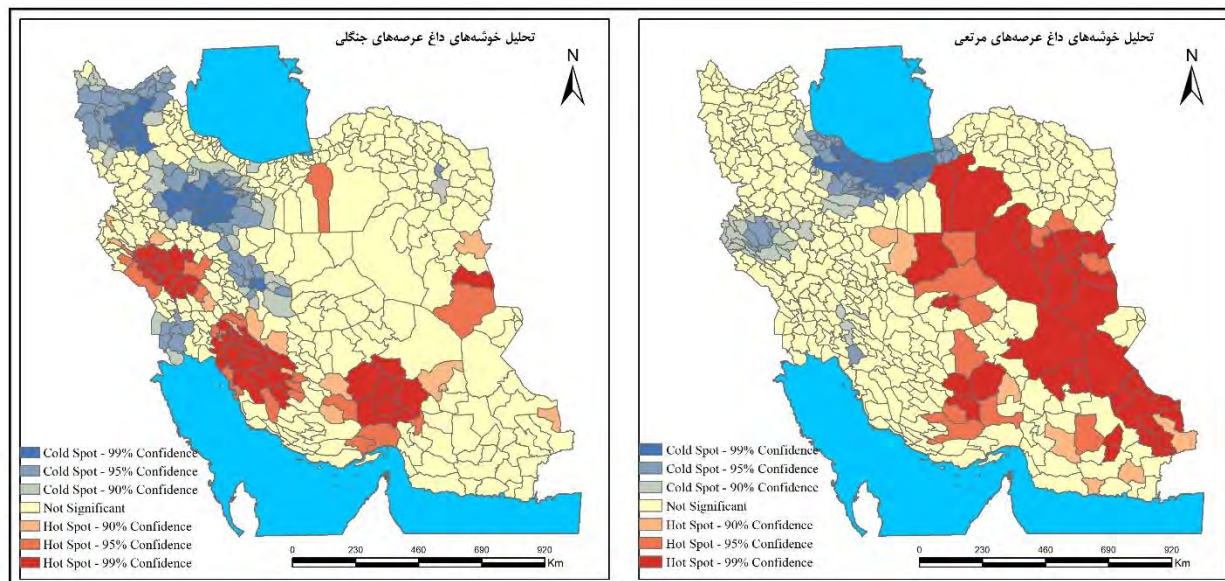 تحلیل خوشه‌های داغ عرصه‌های جنگلی
N
Cold Spot - 99% Confidence
Cold Spot - 95% Confidence
Cold Spot - 90% Confidence
Not Significant
Hot Spot - 90% Confidence
Hot Spot - 95% Confidence
Hot Spot - 99% Confidence
0 230 460 690 920
Km
تحلیل خوشه‌های داغ عرصه‌های مرتعی
N
Cold Spot - 99% Confidence
Cold Spot - 95% Confidence
Cold Spot - 90% Confidence
Not Significant
Hot Spot - 90% Confidence
Hot Spot - 95% Confidence
Hot Spot - 99% Confidence
0 230 460 690 920
Km